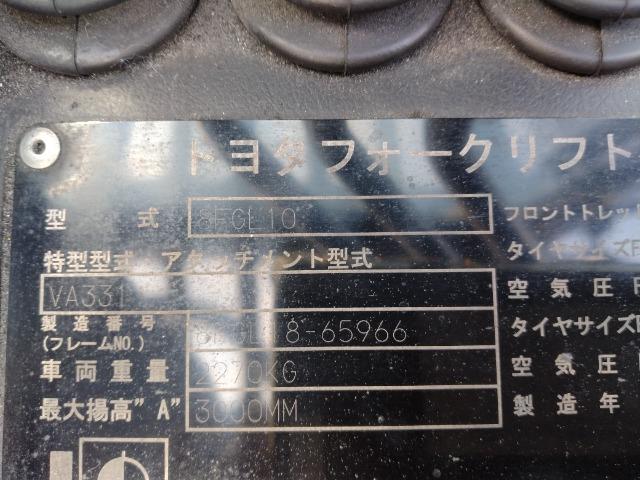 トヨタフォークリフト
型 式 8FGL10 フロントトレッ
特型型式・アタッチメント型式 タイヤサイズF
VA331 空気圧F
製造番号 8-65966 タイヤサイズR
(フレームNO.)
車両重量 2270KG 空気圧
最大揚高"A" 3000MM 製造年